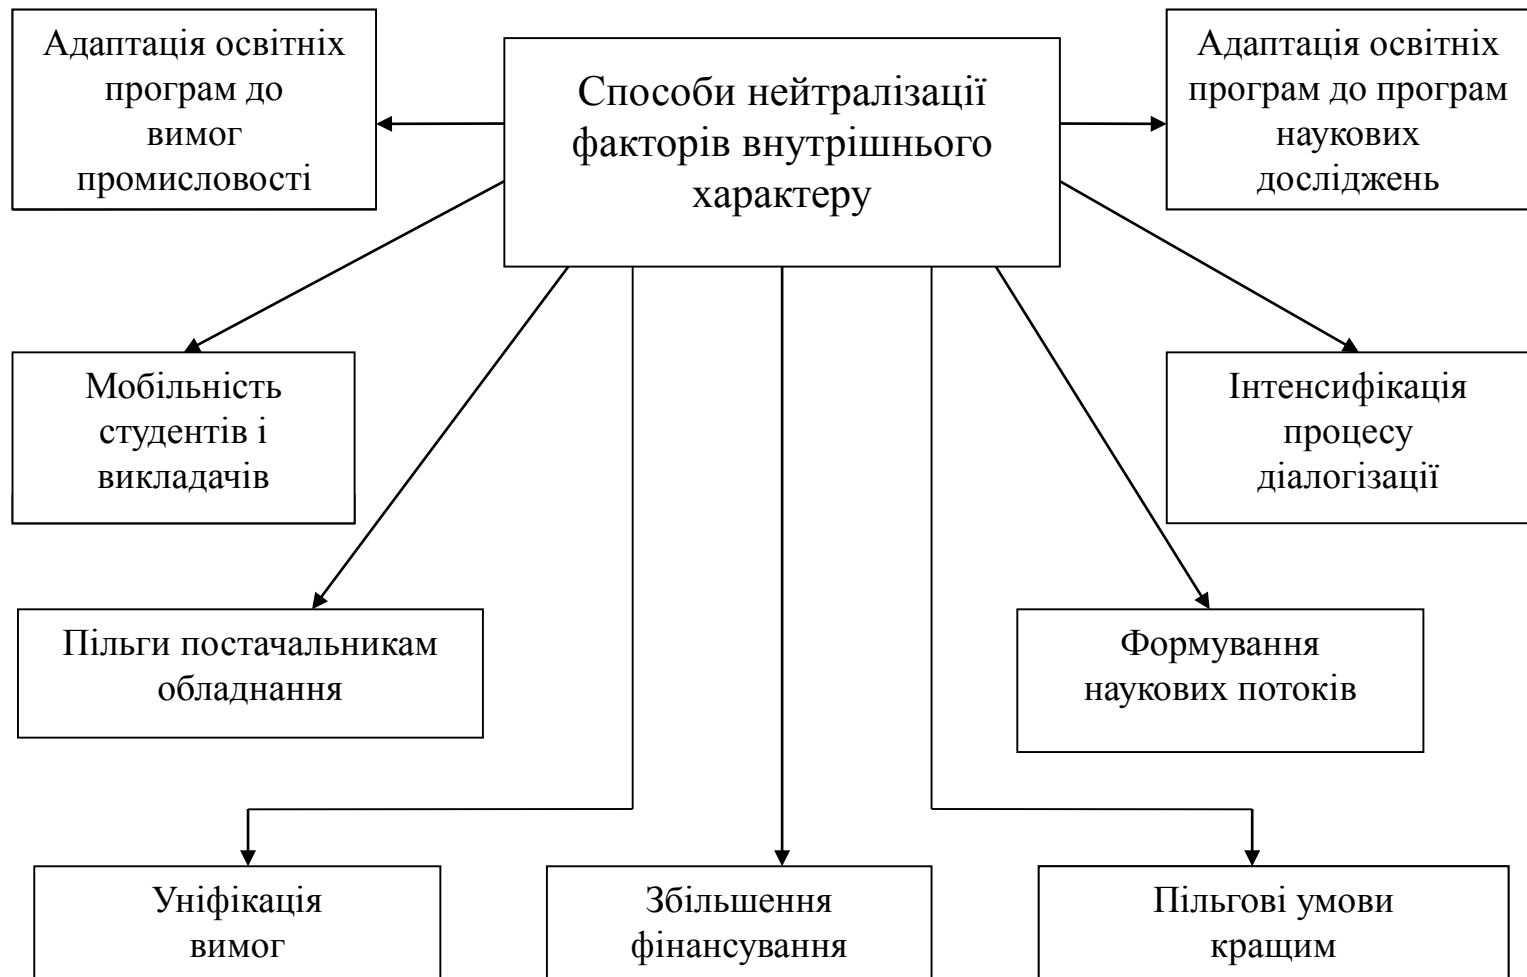 Адаптація освітніх
програм до
вимог
промисловості
Способи нейтралізації
факторів внутрішнього
характеру
Адаптація освітніх
програм до програм
наукових
досліджень
Мобільність
студентів і
викладачів
Інтенсифікація
процесу
діалогізації
Пільги постачальникам
обладнання
Формування
наукових потоків
Уніфікація
вимог
Збільшення
фінансування
Пільгові умови
кращим